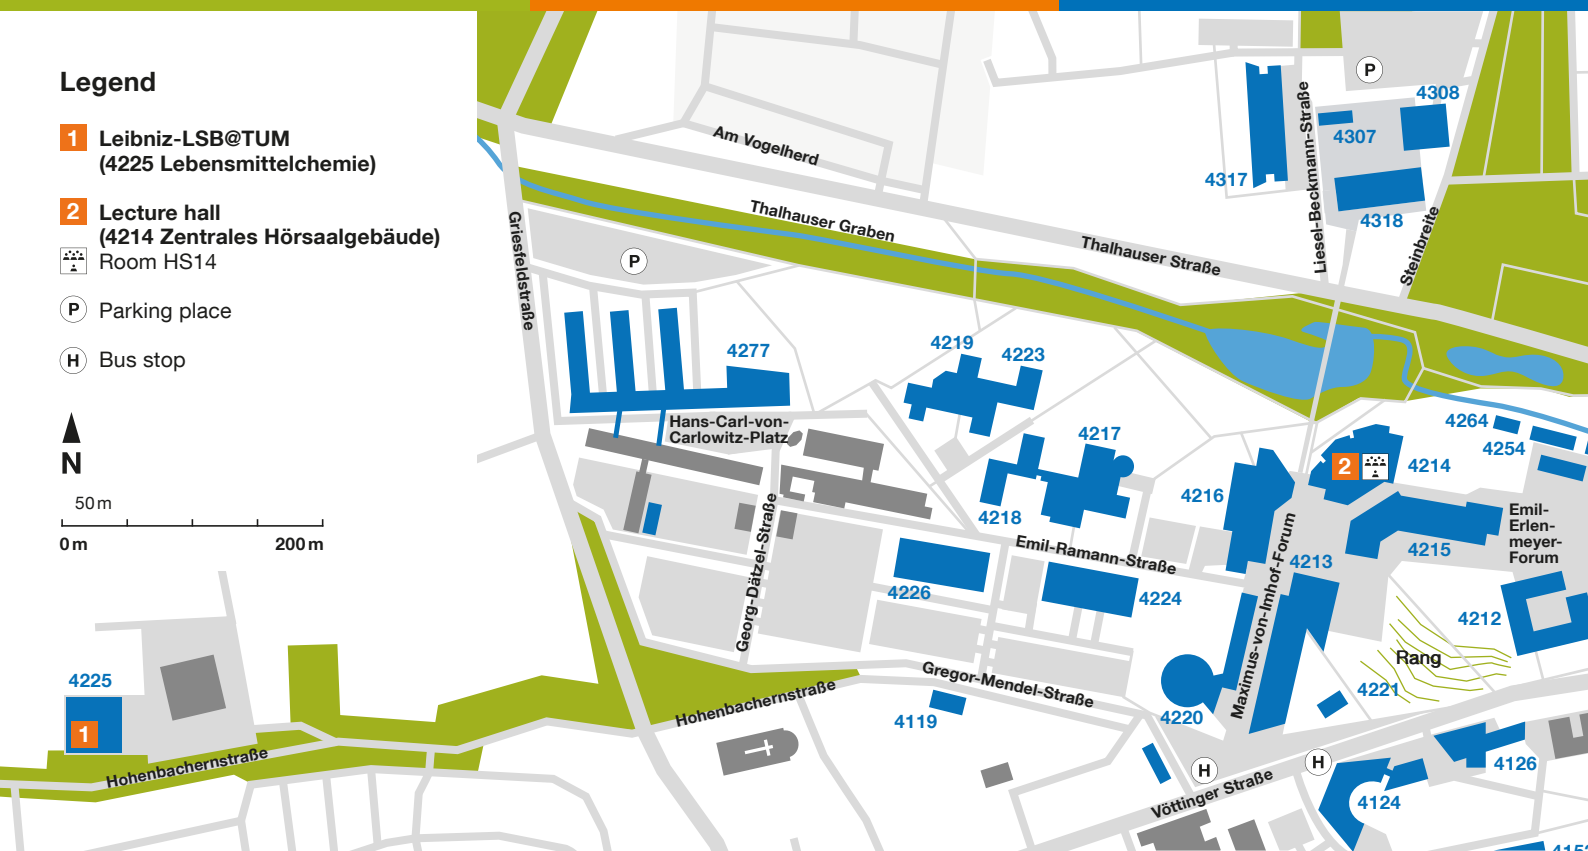 Legend
1 Leibniz-LSB@TUM
(4225 Lebensmittelchemie)
2 Lecture hall
(4214 Zentrales Hörsaalgebäude)
Room HS14
P Parking place
H Bus stop
N
50 m
0 m 200 m
4225
1
Hohenbachernstraße
Griesfeldstraße
P
Am Vogelherd
Thalhauser Graben
Thalhauser Straße
Liesel-Beckmann-Straße
Steinbreite
P
4308
4307
4317
4318
4277
Hans-Carl-von-
Carlowitz-Platz
4219
4223
4217
4218
4216
2
4214
4264
4254
4215
Emil-
Erlen-
meyer-
Forum
4213
4212
Emil-Ramann-Straße
Georg-Dätzel-Straße
Maximus-von-Imhof-Forum
4226
4224
Rang
4221
4220
Gregor-Mendel-Straße
Hohenbachernstraße
4119
H
H
Vöttinger Straße
4126
4124